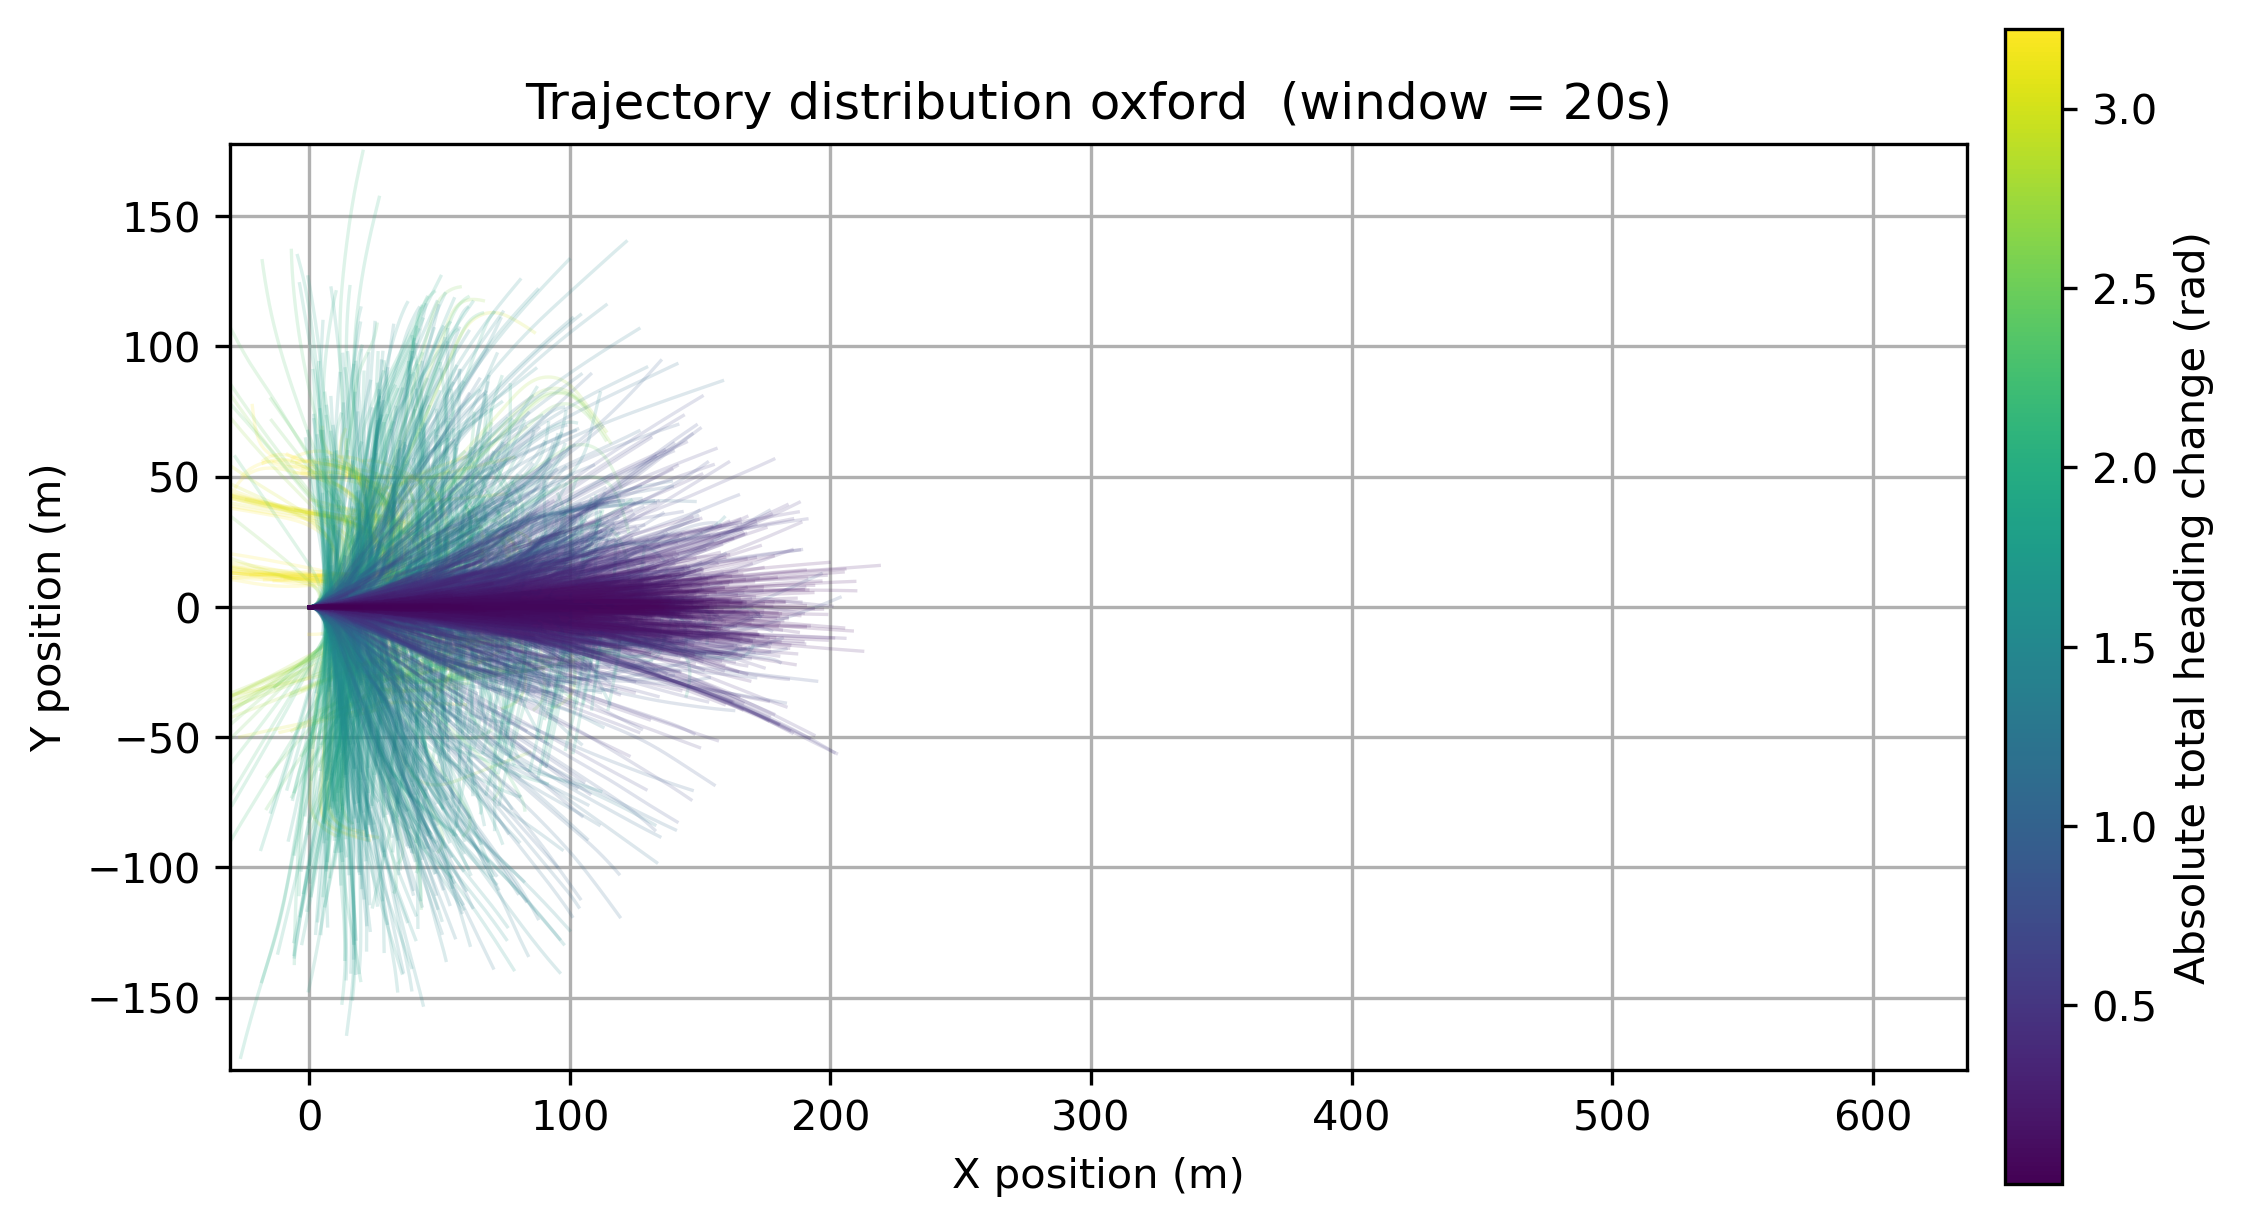 Trajectory distribution oxford  (window = 20s)
Y position (m)
150
100
50
0
−50
−100
−150
0 100 200 300 400 500 600
X position (m)
3.0
2.5
2.0
1.5
1.0
0.5
Absolute total heading change (rad)